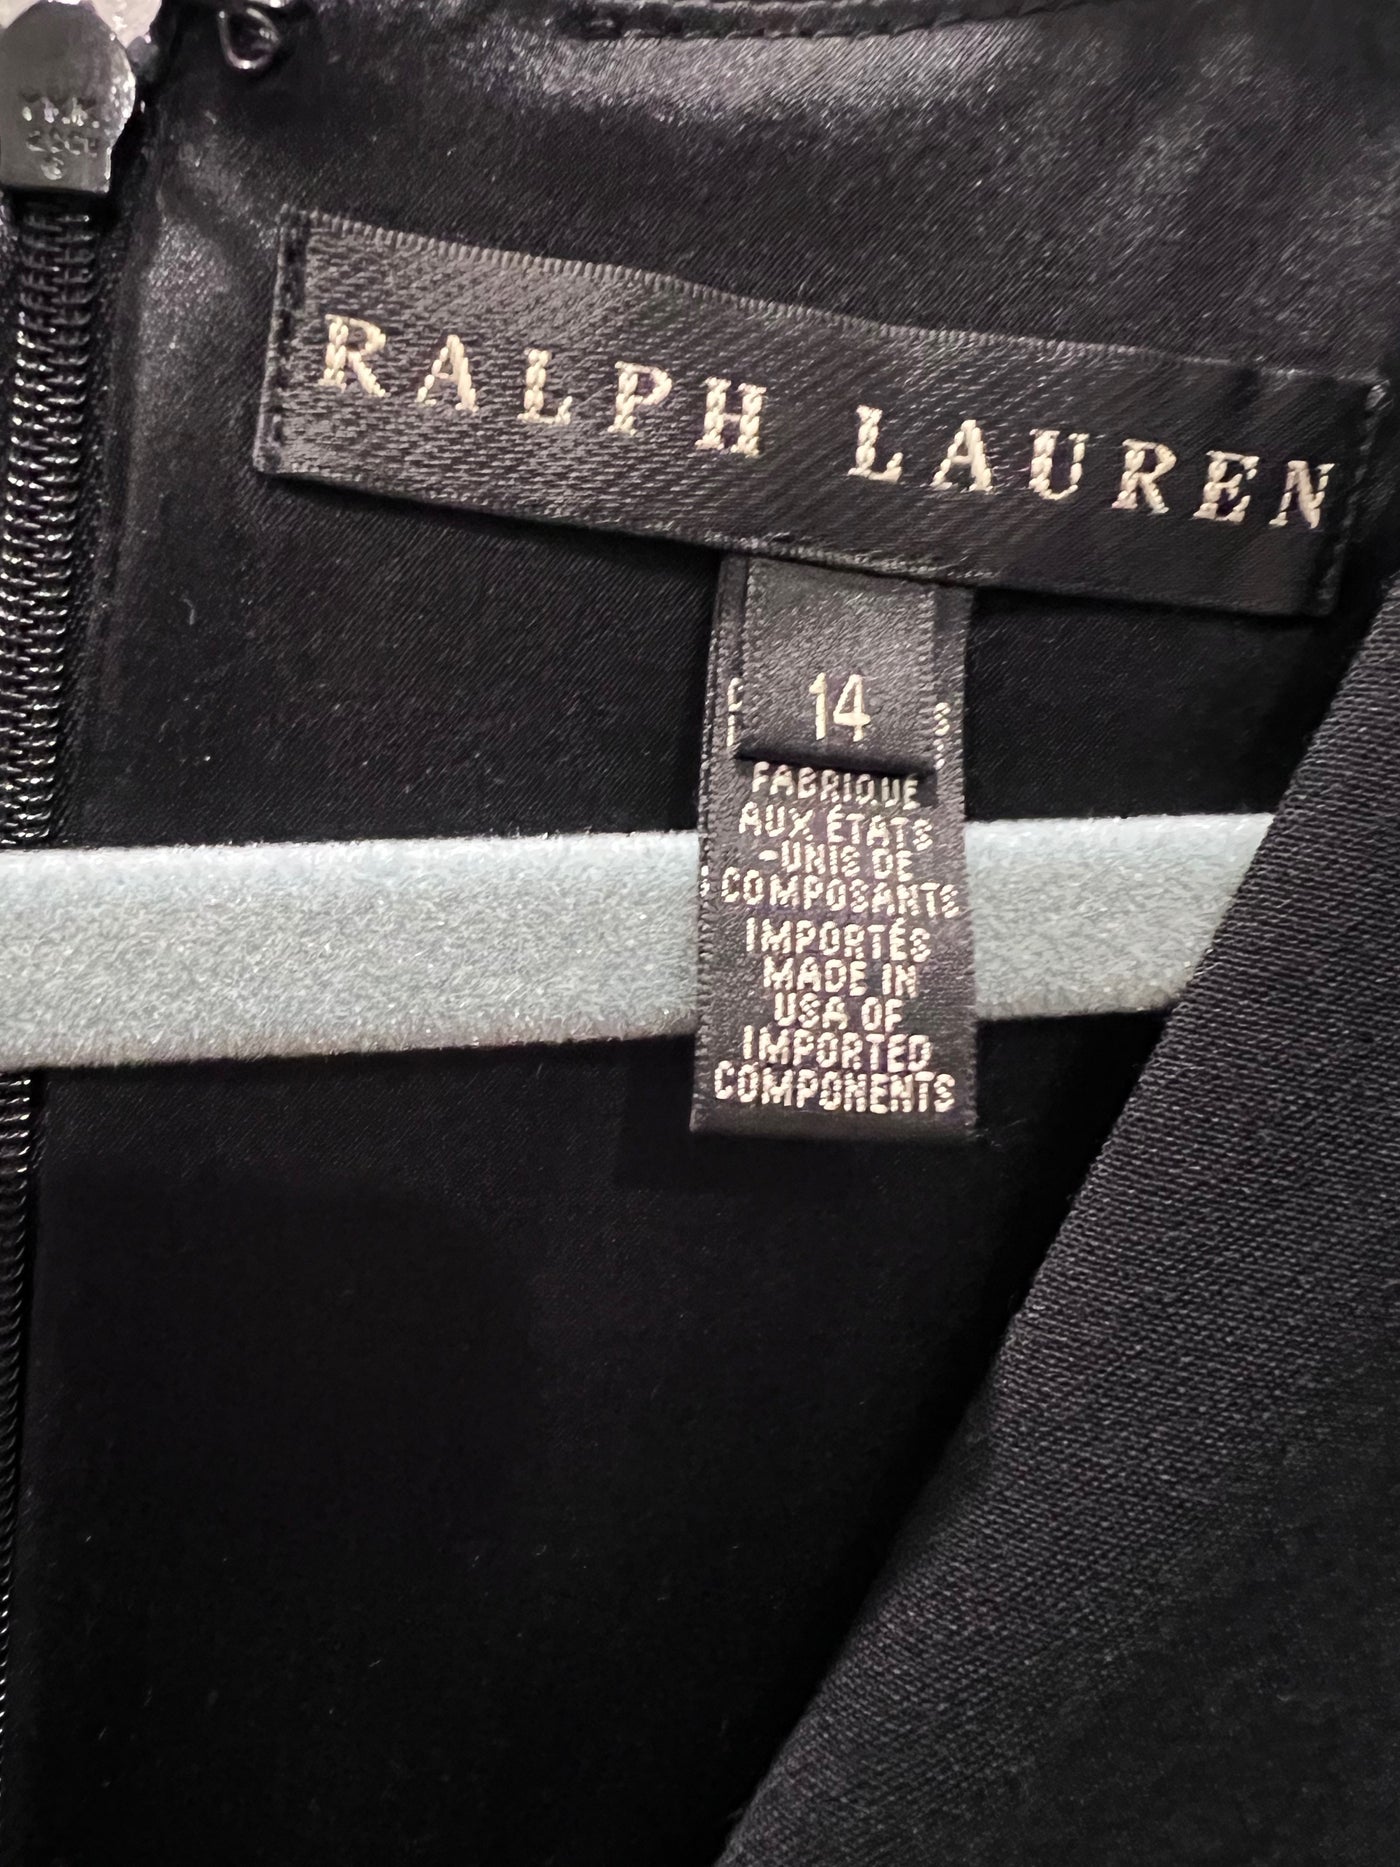 RALPH LAUREN
14
FABRIQUE
AUX ÉTATS
-UNIS DE
COMPOSANTS
IMPORTÉS
MADE IN
USA OF
IMPORTED
COMPONENTS